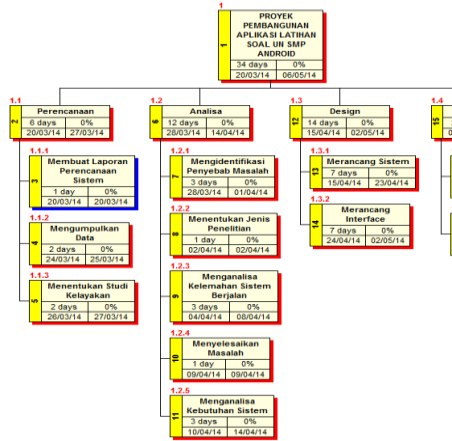 1
PROYEK
PEMBANGUNAN
APLIKASI LATIHAN
SOAL UN SMP
ANDROID
1
34 days 0%
20/03/14 06/05/14
1.1
Perencanaan
2
6 days 0%
20/03/14 27/03/14
1.1.1
Membuat Laporan
Perencanaan
Sistem
3
1 day 0%
20/03/14 20/03/14
1.1.2
Mengumpulkan
Data
4
2 days 0%
24/03/14 25/03/14
1.1.3
Menentukan Studi
Kelayakan
5
2 days 0%
26/03/14 27/03/14
1.2
Analisa
6
12 days 0%
28/03/14 14/04/14
1.2.1
Mengidentifikasi
Penyebab Masalah
7
3 days 0%
28/03/14 01/04/14
1.2.2
Menentukan Jenis
Penelitian
8
1 day 0%
02/04/14 02/04/14
1.2.3
Menganalisa
Kelemahan Sistem
Berjalan
9
3 days 0%
04/04/14 08/04/14
1.2.4
Menyelesaikan
Masalah
10
1 day 0%
09/04/14 09/04/14
1.2.5
Menganalisa
Kebutuhan Sistem
11
3 days 0%
10/04/14 14/04/14
1.3
Design
12
14 days 0%
15/04/14 02/05/14
1.3.1
Merancang Sistem
13
7 days 0%
15/04/14 23/04/14
1.3.2
Merancang
Interface
14
7 days 0%
24/04/14 02/05/14
1.4
15
0